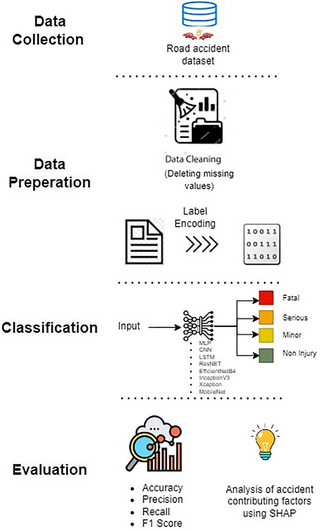 Data
Collection
Road accident
dataset
Data
Preperation
Data Cleaning
(Deleting missing
values)
Label
Encoding
10011
00111
11010
Classification
Input
MLP
CNN
LSTM
ResNET
EfficientNetB4
InceptionV3
Xception
MobileNet
Fatal
Serious
Minor
Non Injury
Evaluation
• Accuracy
• Precision
• Recall
• F1 Score
Analysis of accident
contributing factors
using SHAP